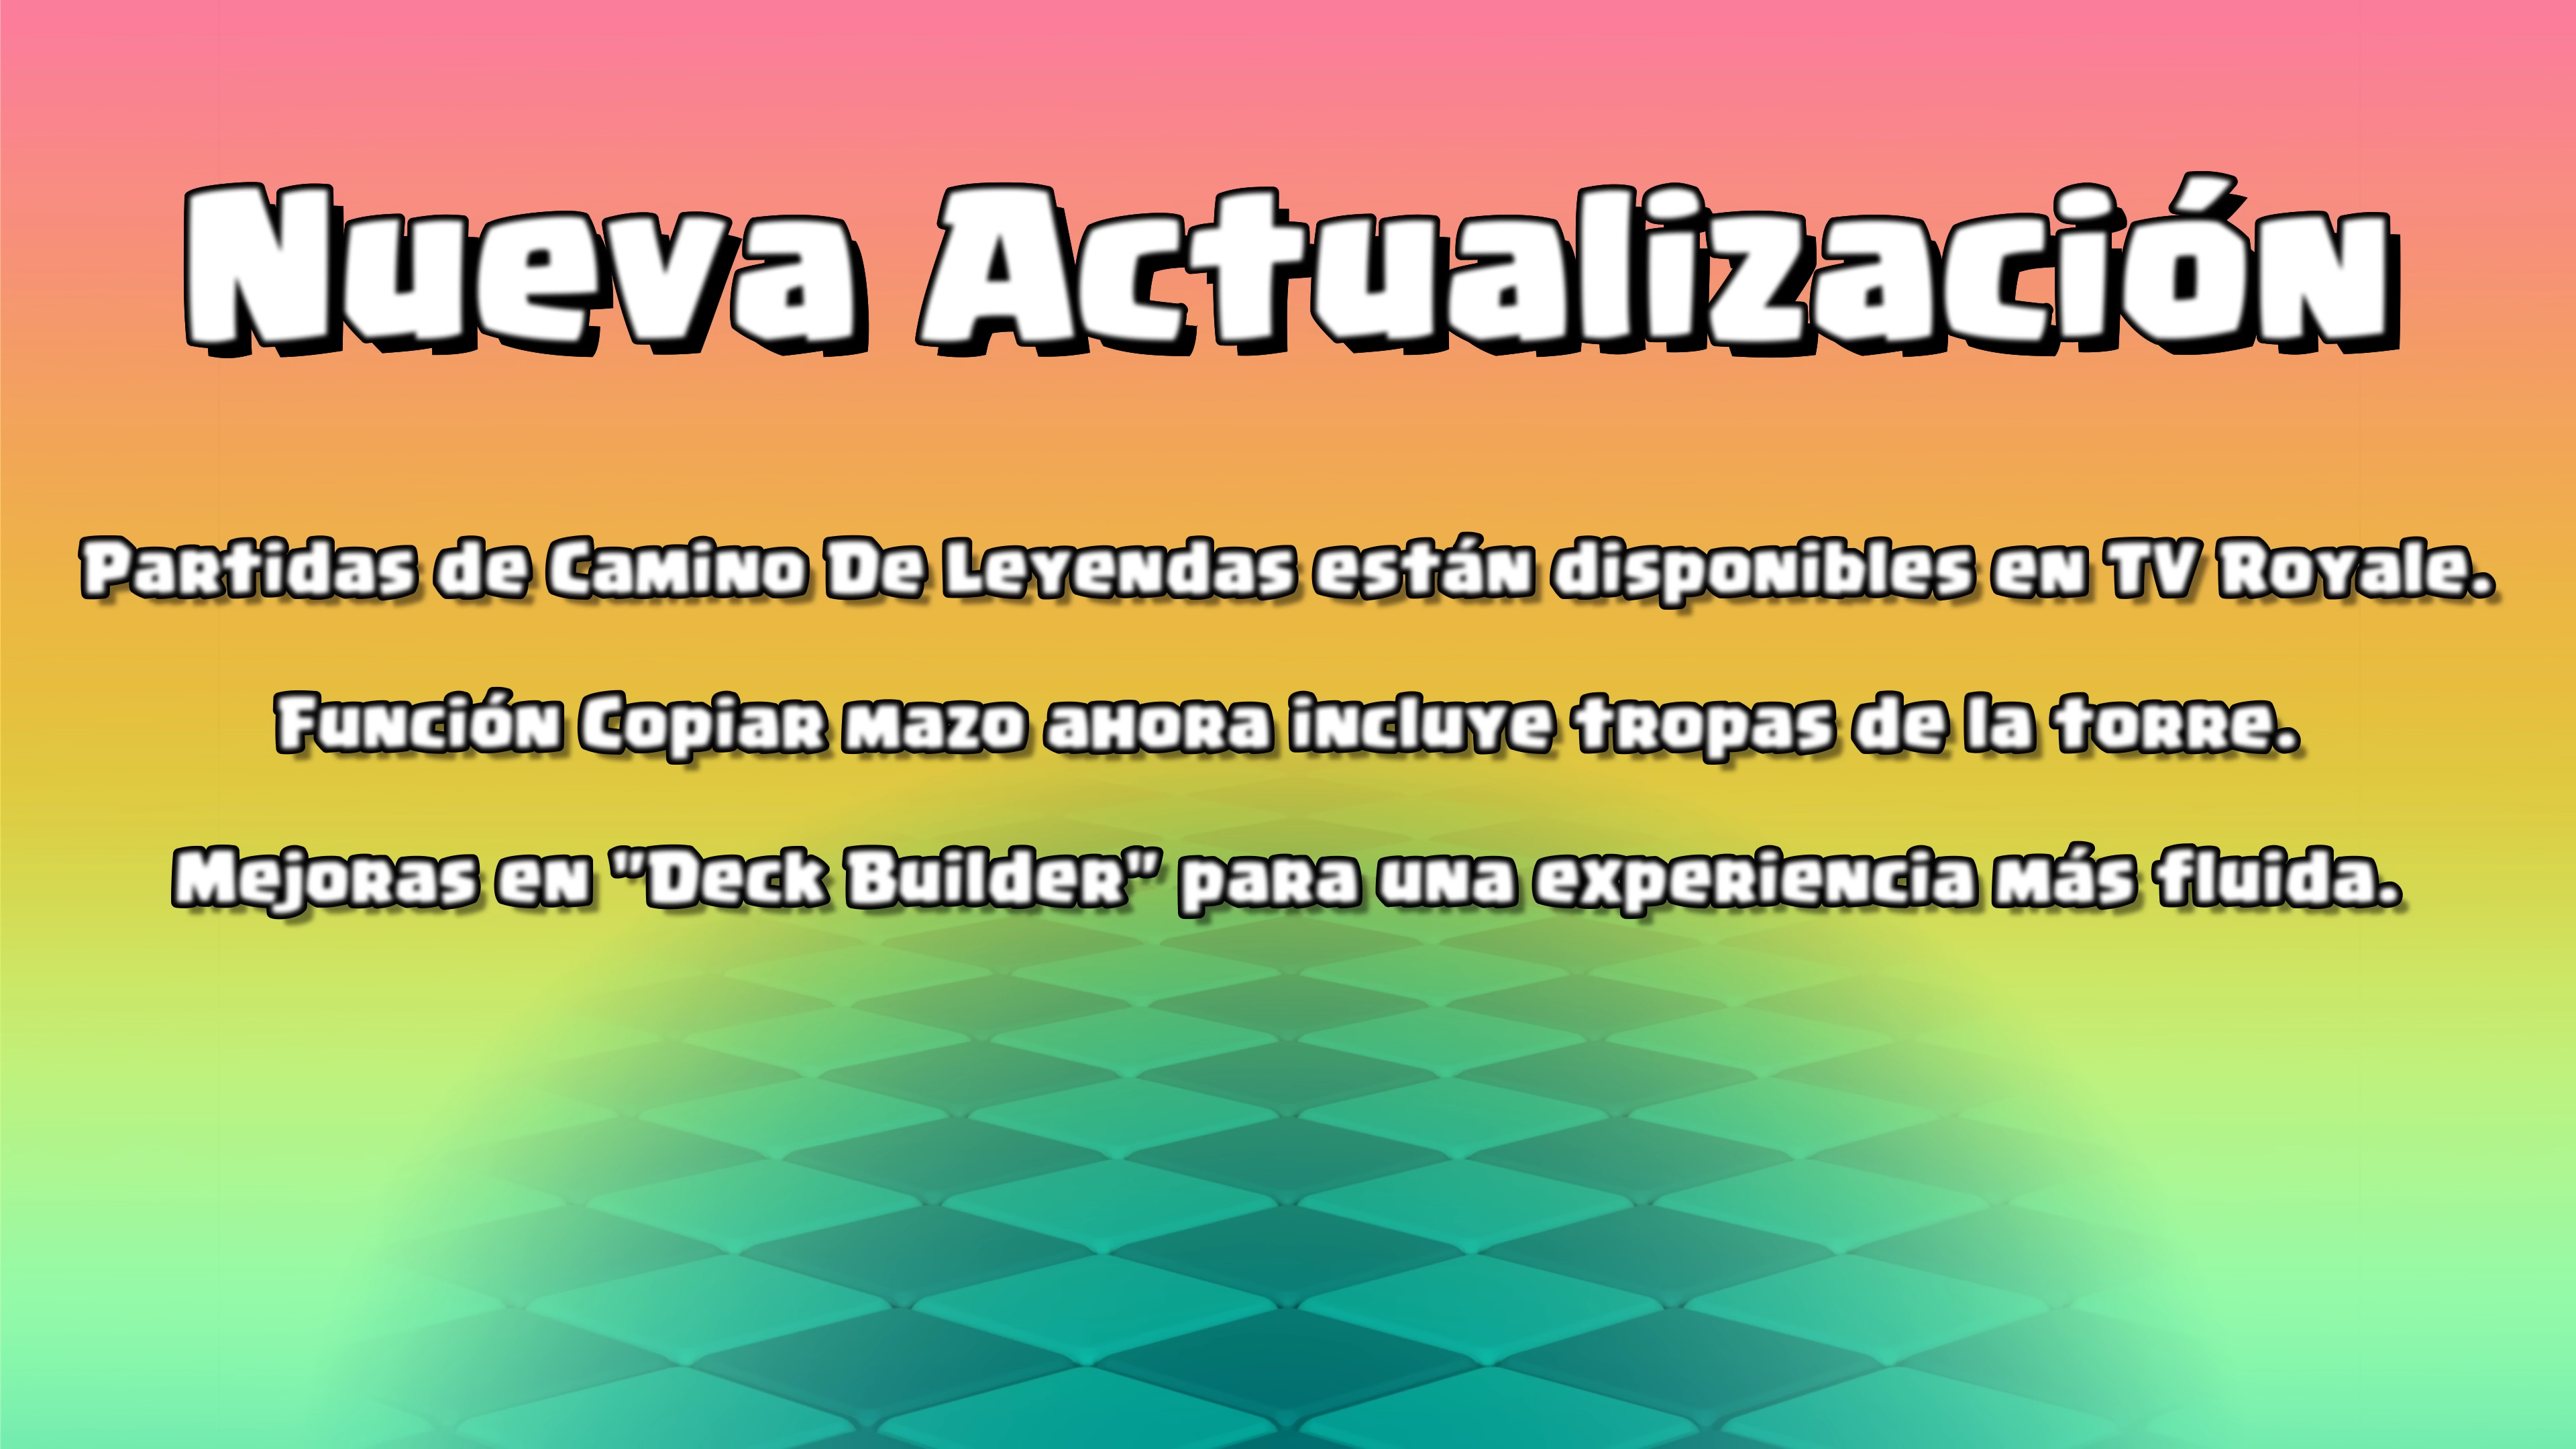 Nueva Actualización
Partidas de Camino De Leyendas están disponibles en TV Royale.
Función Copiar mazo ahora incluye tropas de la torre.
Mejoras en "Deck Builder" para una experiencia más fluida.